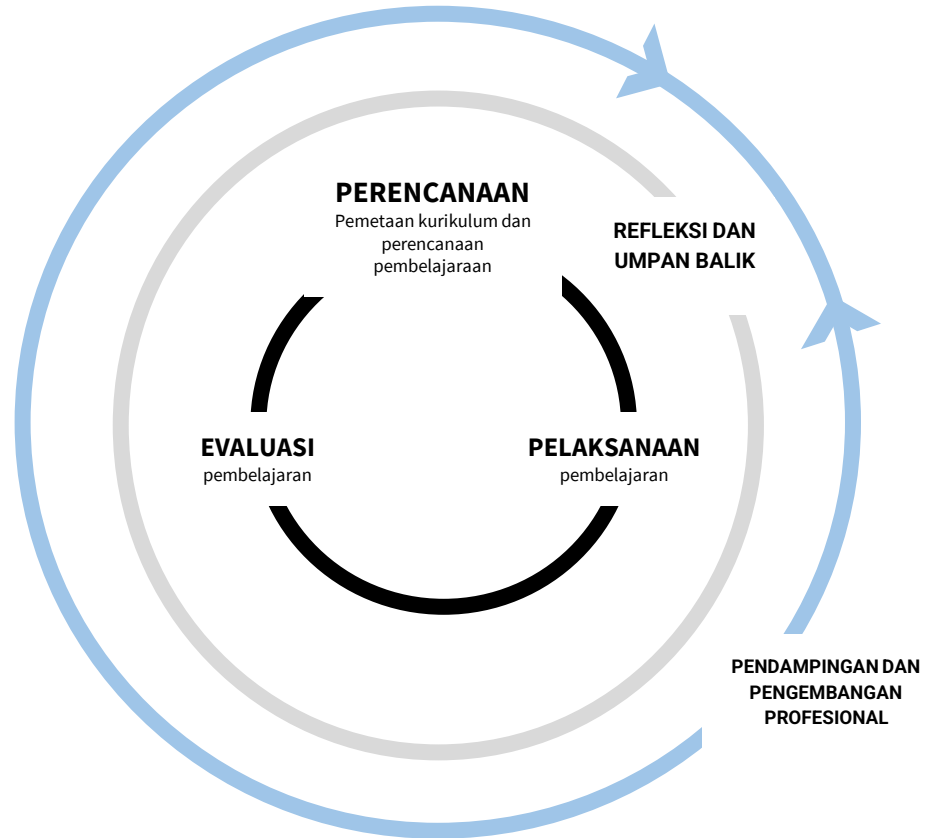 PERENCANAAN
Pemetaan kurikulum dan
perencanaan
pembelajaraan
REFLEKSI DAN
UMPAN BALIK
EVALUASI
pembelajaran
PELAKSANAAN
pembelajaran
PENDAMPINGAN DAN
PENGEMBANGAN
PROFESIONAL